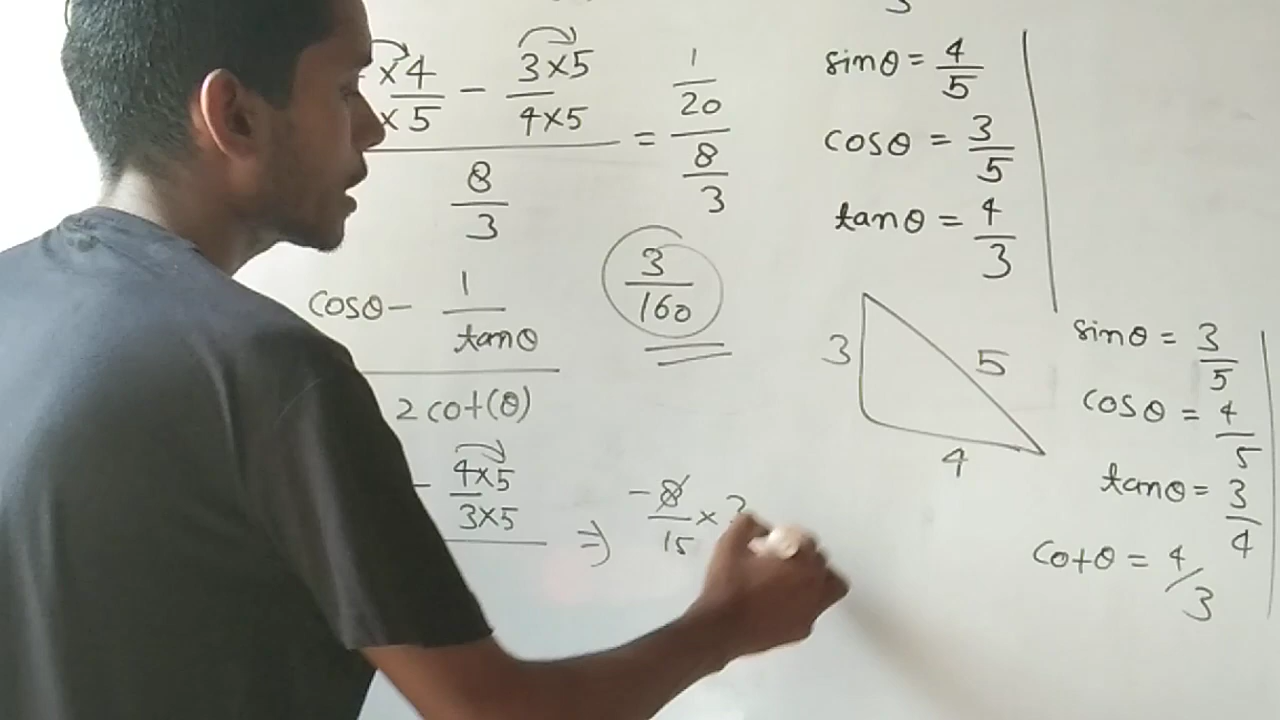 ×4/×5 − 3×5/4×5 = 1/20 / 8/3
8/3
3/160
cosθ − 1/tanθ
2cot(θ)
− 4×5/3×5
⇒ −8/15 ×
sinθ = 4/5
cosθ = 3/5
tanθ = 4/3
3
5
4
sinθ = 3/5
cosθ = 4/5
tanθ = 3/4
cotθ = 4/3